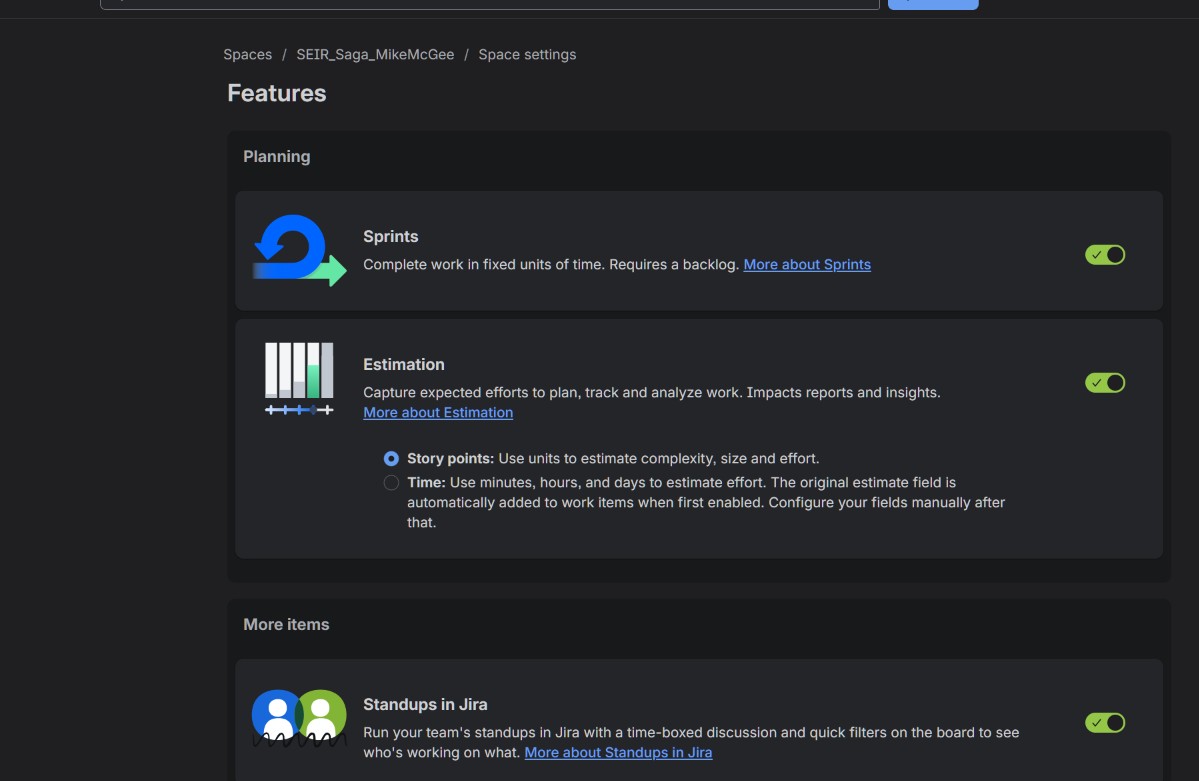 Spaces / SEIR_Saga_MikeMcGee / Space settings
Features
Planning
Sprints
Complete work in fixed units of time. Requires a backlog. More about Sprints
Estimation
Capture expected efforts to plan, track and analyze work. Impacts reports and insights.
More about Estimation
Story points: Use units to estimate complexity, size and effort.
Time: Use minutes, hours, and days to estimate effort. The original estimate field is
automatically added to work items when first enabled. Configure your fields manually after
that.
More items
Standups in Jira
Run your team's standups in Jira with a time-boxed discussion and quick filters on the board to see
who's working on what. More about Standups in Jira